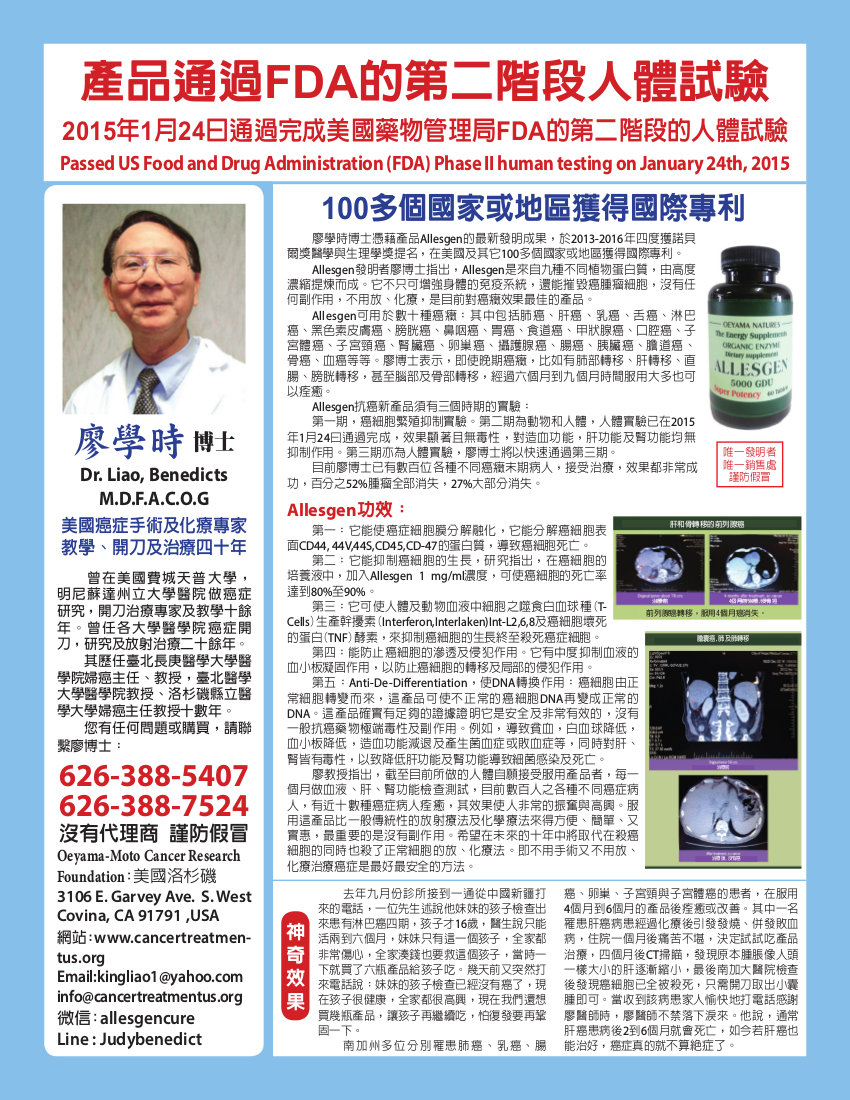 產品通過FDA的第二階段人體試驗
2015年1月24日通過完成美國藥物管理局FDA的第二階段的人體試驗
Passed US Food and Drug Administration (FDA) Phase II human testing on January 24th, 2015
廖學時 博士
Dr. Liao, Benedicts
M.D.F.A.C.O.G
美國癌症手術及化療專家
教學、開刀及治療四十年
曾在美國費城天普大學，
明尼蘇達州立大學醫院做癌症
研究，開刀治療專家及教學十餘
年。曾任各大學醫學院癌症開
刀，研究及放射治療二十餘年。
其歷任臺北長庚醫學大學醫
學院婦癌主任、教授，臺北醫學
大學醫學院教授、洛杉磯縣立醫
學大學婦癌主任教授十數年。
您有任何問題或購買，請聯
繫廖博士：
626-388-5407
626-388-7524
沒有代理商 謹防假冒
Oeyama-Moto Cancer Research
Foundation：美國洛杉磯
3106 E. Garvey Ave. S. West
Covina, CA 91791 ,USA
網站：www.cancertreatmen-
tus.org
Email:kingliao1@yahoo.com
info@cancertreatmentus.org
微信：allesgencure
Line : Judybenedict
100多個國家或地區獲得國際專利
廖學時博士憑藉產品Allesgen的最新發明成果，於2013-2016年四度獲諾貝
爾獎醫學與生理學獎提名，在美國及其它100多個國家或地區獲得國際專利。
Allesgen發明者廖博士指出，Allesgen是來自九種不同植物蛋白質，由高度
濃縮提煉而成。它不只可增強身體的免疫系統，還能摧毀癌腫瘤細胞，沒有任
何副作用，不用放、化療，是目前對癌癥效果最佳的產品。
Allesgen可用於數十種癌癥：其中包括肺癌、肝癌、乳癌、舌癌、淋巴
癌、黑色素皮膚癌、膀胱癌、鼻咽癌、胃癌、食道癌、甲狀腺癌、口腔癌、子
宮體癌、子宮頸癌、腎臟癌、卵巢癌、攝護腺癌、腸癌、胰臟癌、膽道癌、
骨癌、血癌等等。廖博士表示，即使晚期癌癥，比如有肺部轉移、肝轉移、直
腸、膀胱轉移，甚至腦部及骨部轉移，經過六個月到九個月時間服用大多也可
以痊癒。
Allesgen抗癌新產品須有三個時期的實驗：
第一期，癌細胞繁殖抑制實驗。第二期為動物和人體，人體實驗已在2015
年1月24日通過完成，效果顯著且無毒性，對造血功能，肝功能及腎功能均無
抑制作用。第三期亦為人體實驗，廖博士將以快速通過第三期。
目前廖博士已有數百位各種不同癌癥末期病人，接受治療，效果都非常成
功，百分之52%腫瘤全部消失，27%大部分消失。
OEYAMA NATURES
The Energy Supplements
ORGANIC ENZYME
Dietary supplement
ALLESGEN
5000 GDU
Super Potency 60 Tablets
唯一發明者
唯一銷售處
謹防假冒
Allesgen功效：
第一：它能使癌症細胞膜分解融化，它能分解癌細胞表
面CD44, 44V,44S,CD45,CD-47的蛋白質，導致癌細胞死亡。
第二：它能抑制癌細胞的生長，研究指出，在癌細胞的
培養液中，加入Allesgen 1 mg/ml濃度，可使癌細胞的死亡率
達到80%至90%。
第三：它可使人體及動物血液中細胞之噬食白血球種（T-
Cells）生產幹擾素（Interferon,Interlaken)Int-L2,6,8及癌細胞壞死
的蛋白（TNF）酵素，來抑制癌細胞的生長終至殺死癌症細胞。
第四：能防止癌細胞的滲透及侵犯作用。它有中度抑制血液的
血小板凝固作用，以防止癌細胞的轉移及局部的侵犯作用。
第五：Anti-De-Differentiation，使DNA轉換作用：癌細胞由正
常細胞轉變而來，這產品可使不正常的癌細胞DNA再變成正常的
DNA。這產品確實有足夠的證據證明它是安全及非常有效的，沒有
一般抗癌藥物極端毒性及副作用。例如，導致貧血，白血球降低，
血小板降低，造血功能減退及產生菌血症或敗血症等，同時對肝、
腎皆有毒性，以致降低肝功能及腎功能導致細菌感染及死亡。
廖教授指出，截至目前所做的人體自願接受服用產品者，每一
個月做血液、肝、腎功能檢查測試，目前數百人之各種不同癌症病
人，有近十數種癌症病人痊癒，其效果使人非常的振奮與高興。服
用這產品比一般傳統性的放射療法及化學療法來得方便、簡單、又
實惠，最重要的是沒有副作用。希望在未來的十年中將取代在殺癌
細胞的同時也殺了正常細胞的放、化療法。即不用手術又不用放、
化療治療癌症是最好最安全的方法。
肝和骨轉移的前列腺癌
前列腺癌轉移，服用4個月癌消失。
膽囊癌,肺及肝轉移
神奇效果
去年九月份診所接到一通從中國新疆打
來的電話，一位先生述說他妹妹的孩子檢查出
來患有淋巴癌四期，孩子才16歲，醫生說只能
活兩到六個月，妹妹只有這一個孩子，全家都
非常傷心，全家湊錢也要救這個孩子，當時一
下就買了六瓶產品給孩子吃。幾天前又突然打
來電話說：妹妹的孩子檢查已經沒有癌了，現
在孩子很健康，全家都很高興，現在我們還想
買幾瓶產品，讓孩子再繼續吃，怕復發要再鞏
固一下。
南加州多位分別罹患肺癌、乳癌、腸
癌、卵巢、子宮頸與子宮體癌的患者，在服用
4個月到6個月的產品後痊癒或改善。其中一名
罹患肝癌病患經過化療後引發發燒、併發敗血
病，住院一個月後痛苦不堪，決定試試吃產品
治療，四個月後CT掃瞄，發現原本腫脹像人頭
一樣大小的肝逐漸縮小，最後南加大醫院檢查
後發現癌細胞已全被殺死，只需開刀取出小囊
腫即可。當收到該病患家人愉快地打電話感謝
廖醫師時，廖醫師不禁落下淚來。他說，通常
肝癌患病後2到6個月就會死亡，如今若肝癌也
能治好，癌症真的就不算絕症了。